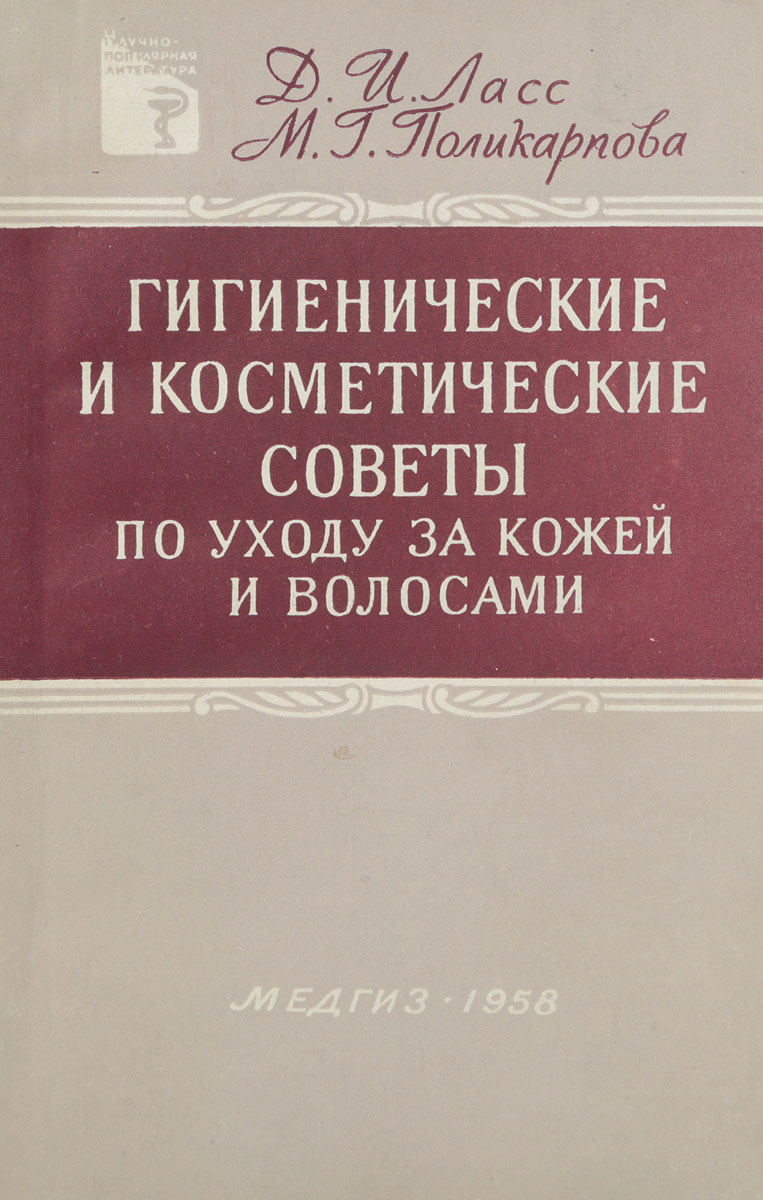 НАУЧНО-
ПОПУЛЯРНАЯ
ЛИТЕРАТУРА
Д. И. Ласс
М. Г. Поликарпова
ГИГИЕНИЧЕСКИЕ
И КОСМЕТИЧЕСКИЕ
СОВЕТЫ
ПО УХОДУ ЗА КОЖЕЙ
И ВОЛОСАМИ
МЕДГИЗ · 1958